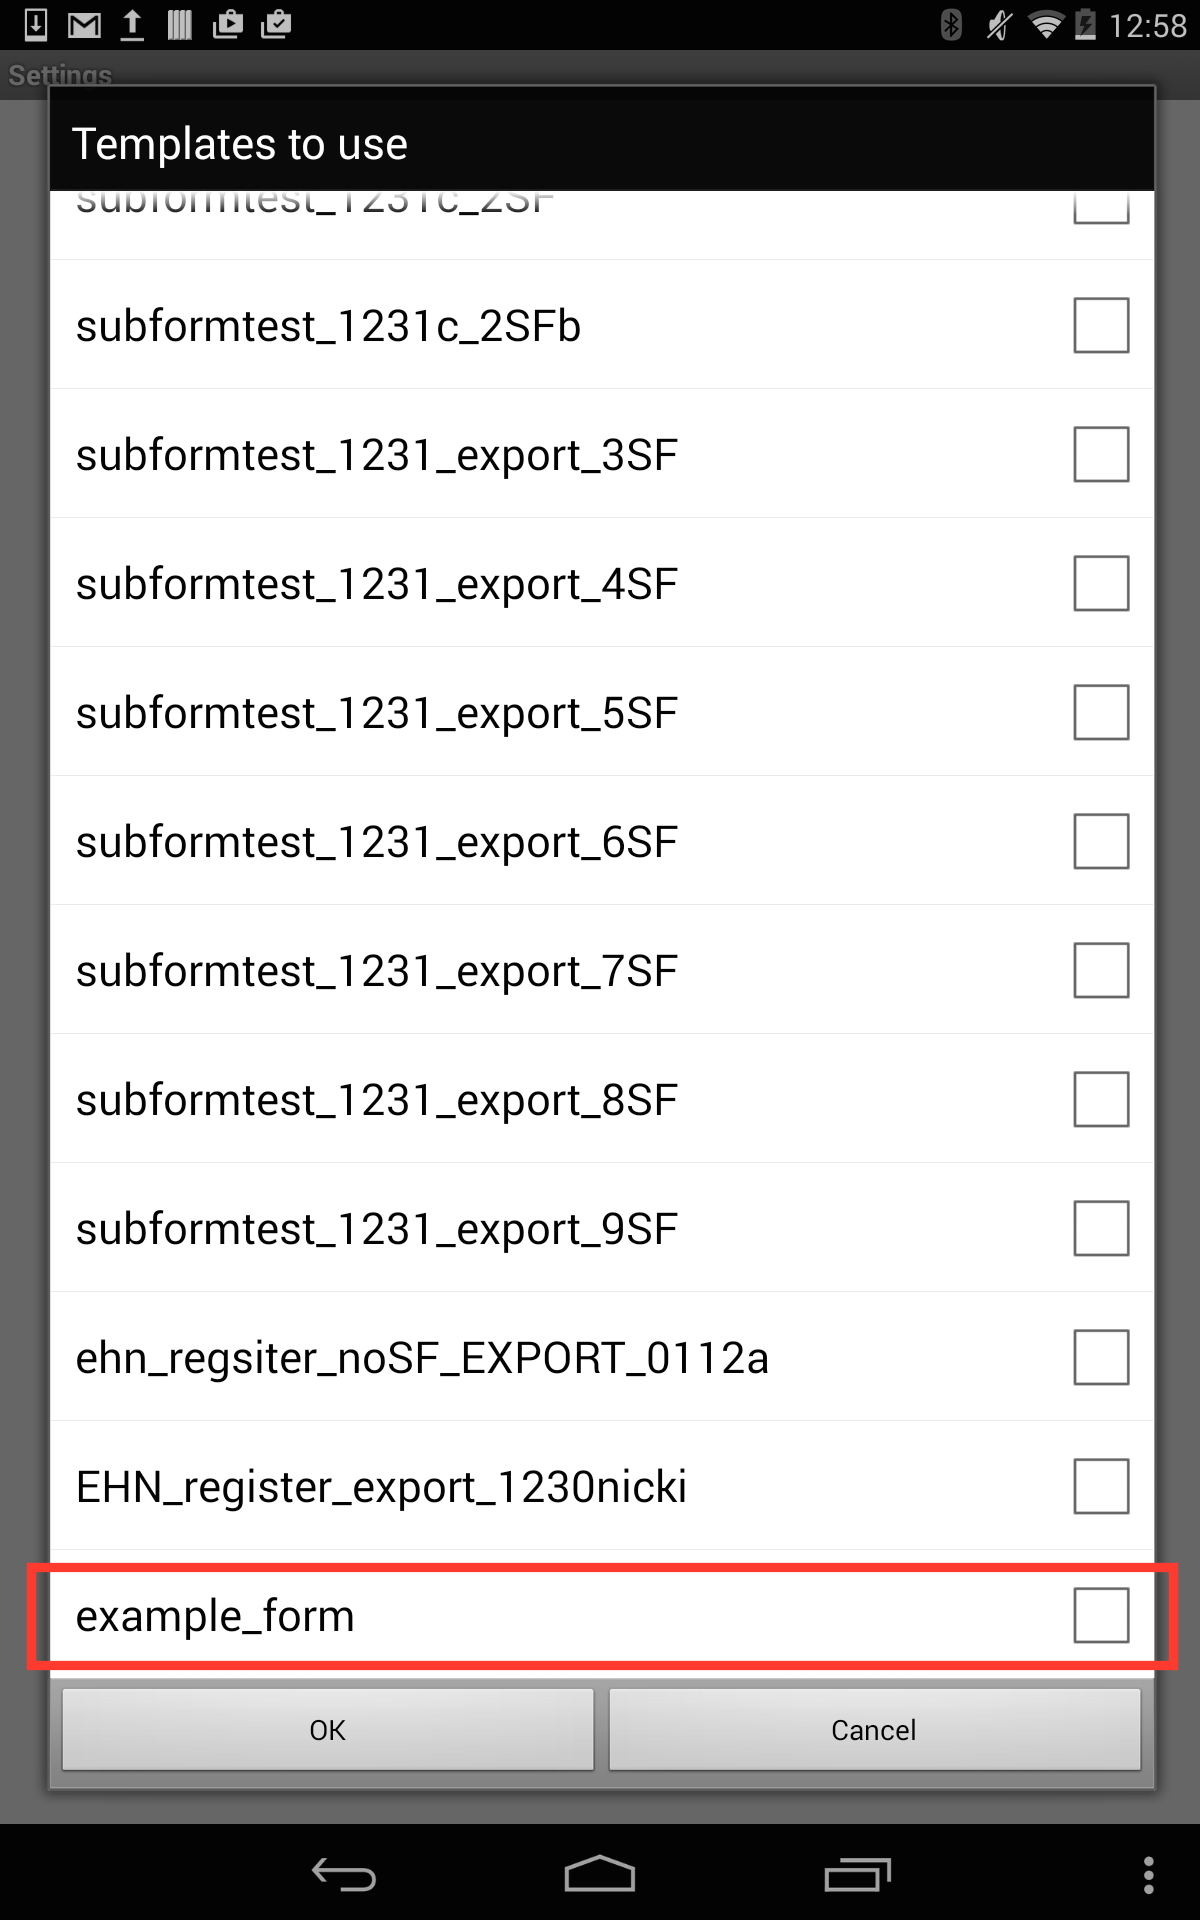 12:58
Settings
Templates to use
subformtest_1231c_2SF
subformtest_1231c_2SFb
subformtest_1231_export_3SF
subformtest_1231_export_4SF
subformtest_1231_export_5SF
subformtest_1231_export_6SF
subformtest_1231_export_7SF
subformtest_1231_export_8SF
subformtest_1231_export_9SF
ehn_regsiter_noSF_EXPORT_0112a
EHN_register_export_1230nicki
example_form
OK Cancel